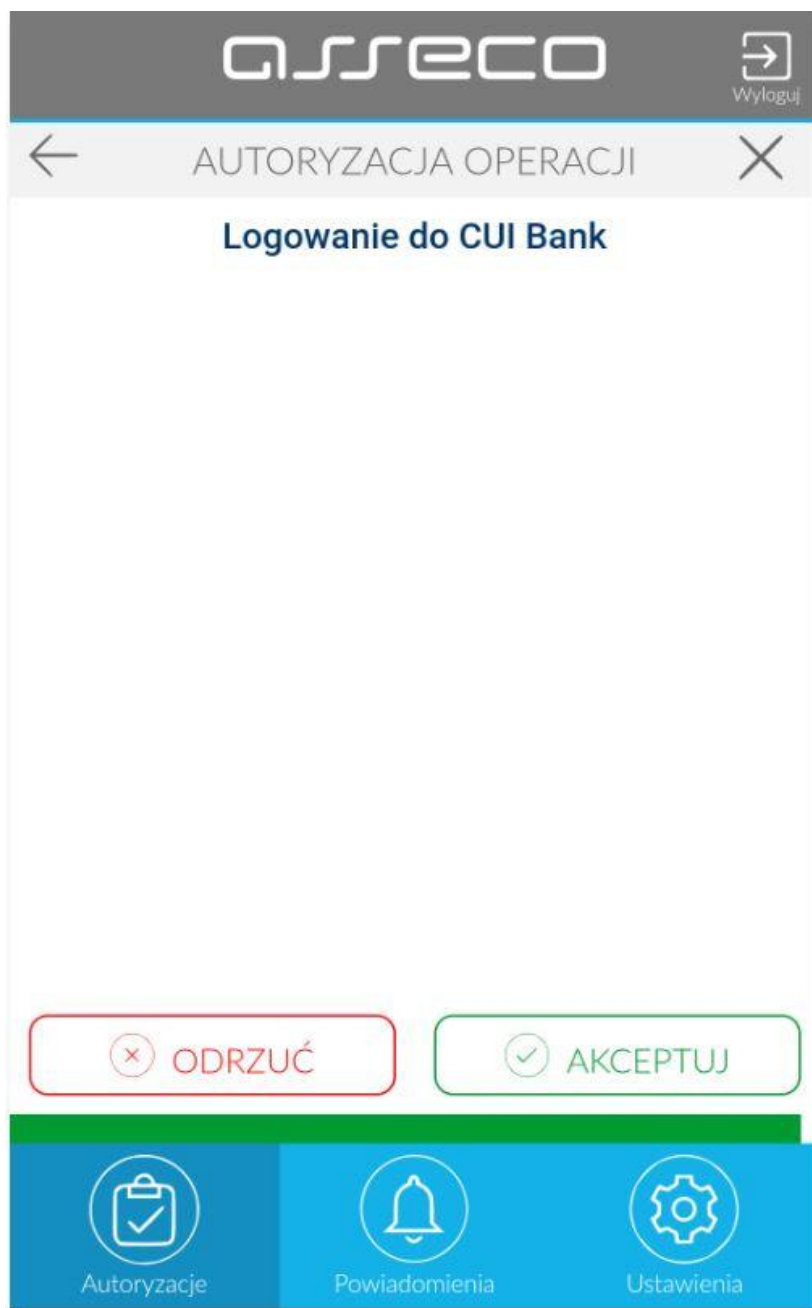 asseco
Wyloguj
AUTORYZACJA OPERACJI
Logowanie do CUI Bank
ODRZUĆ
AKCEPTUJ
Autoryzacje
Powiadomienia
Ustawienia